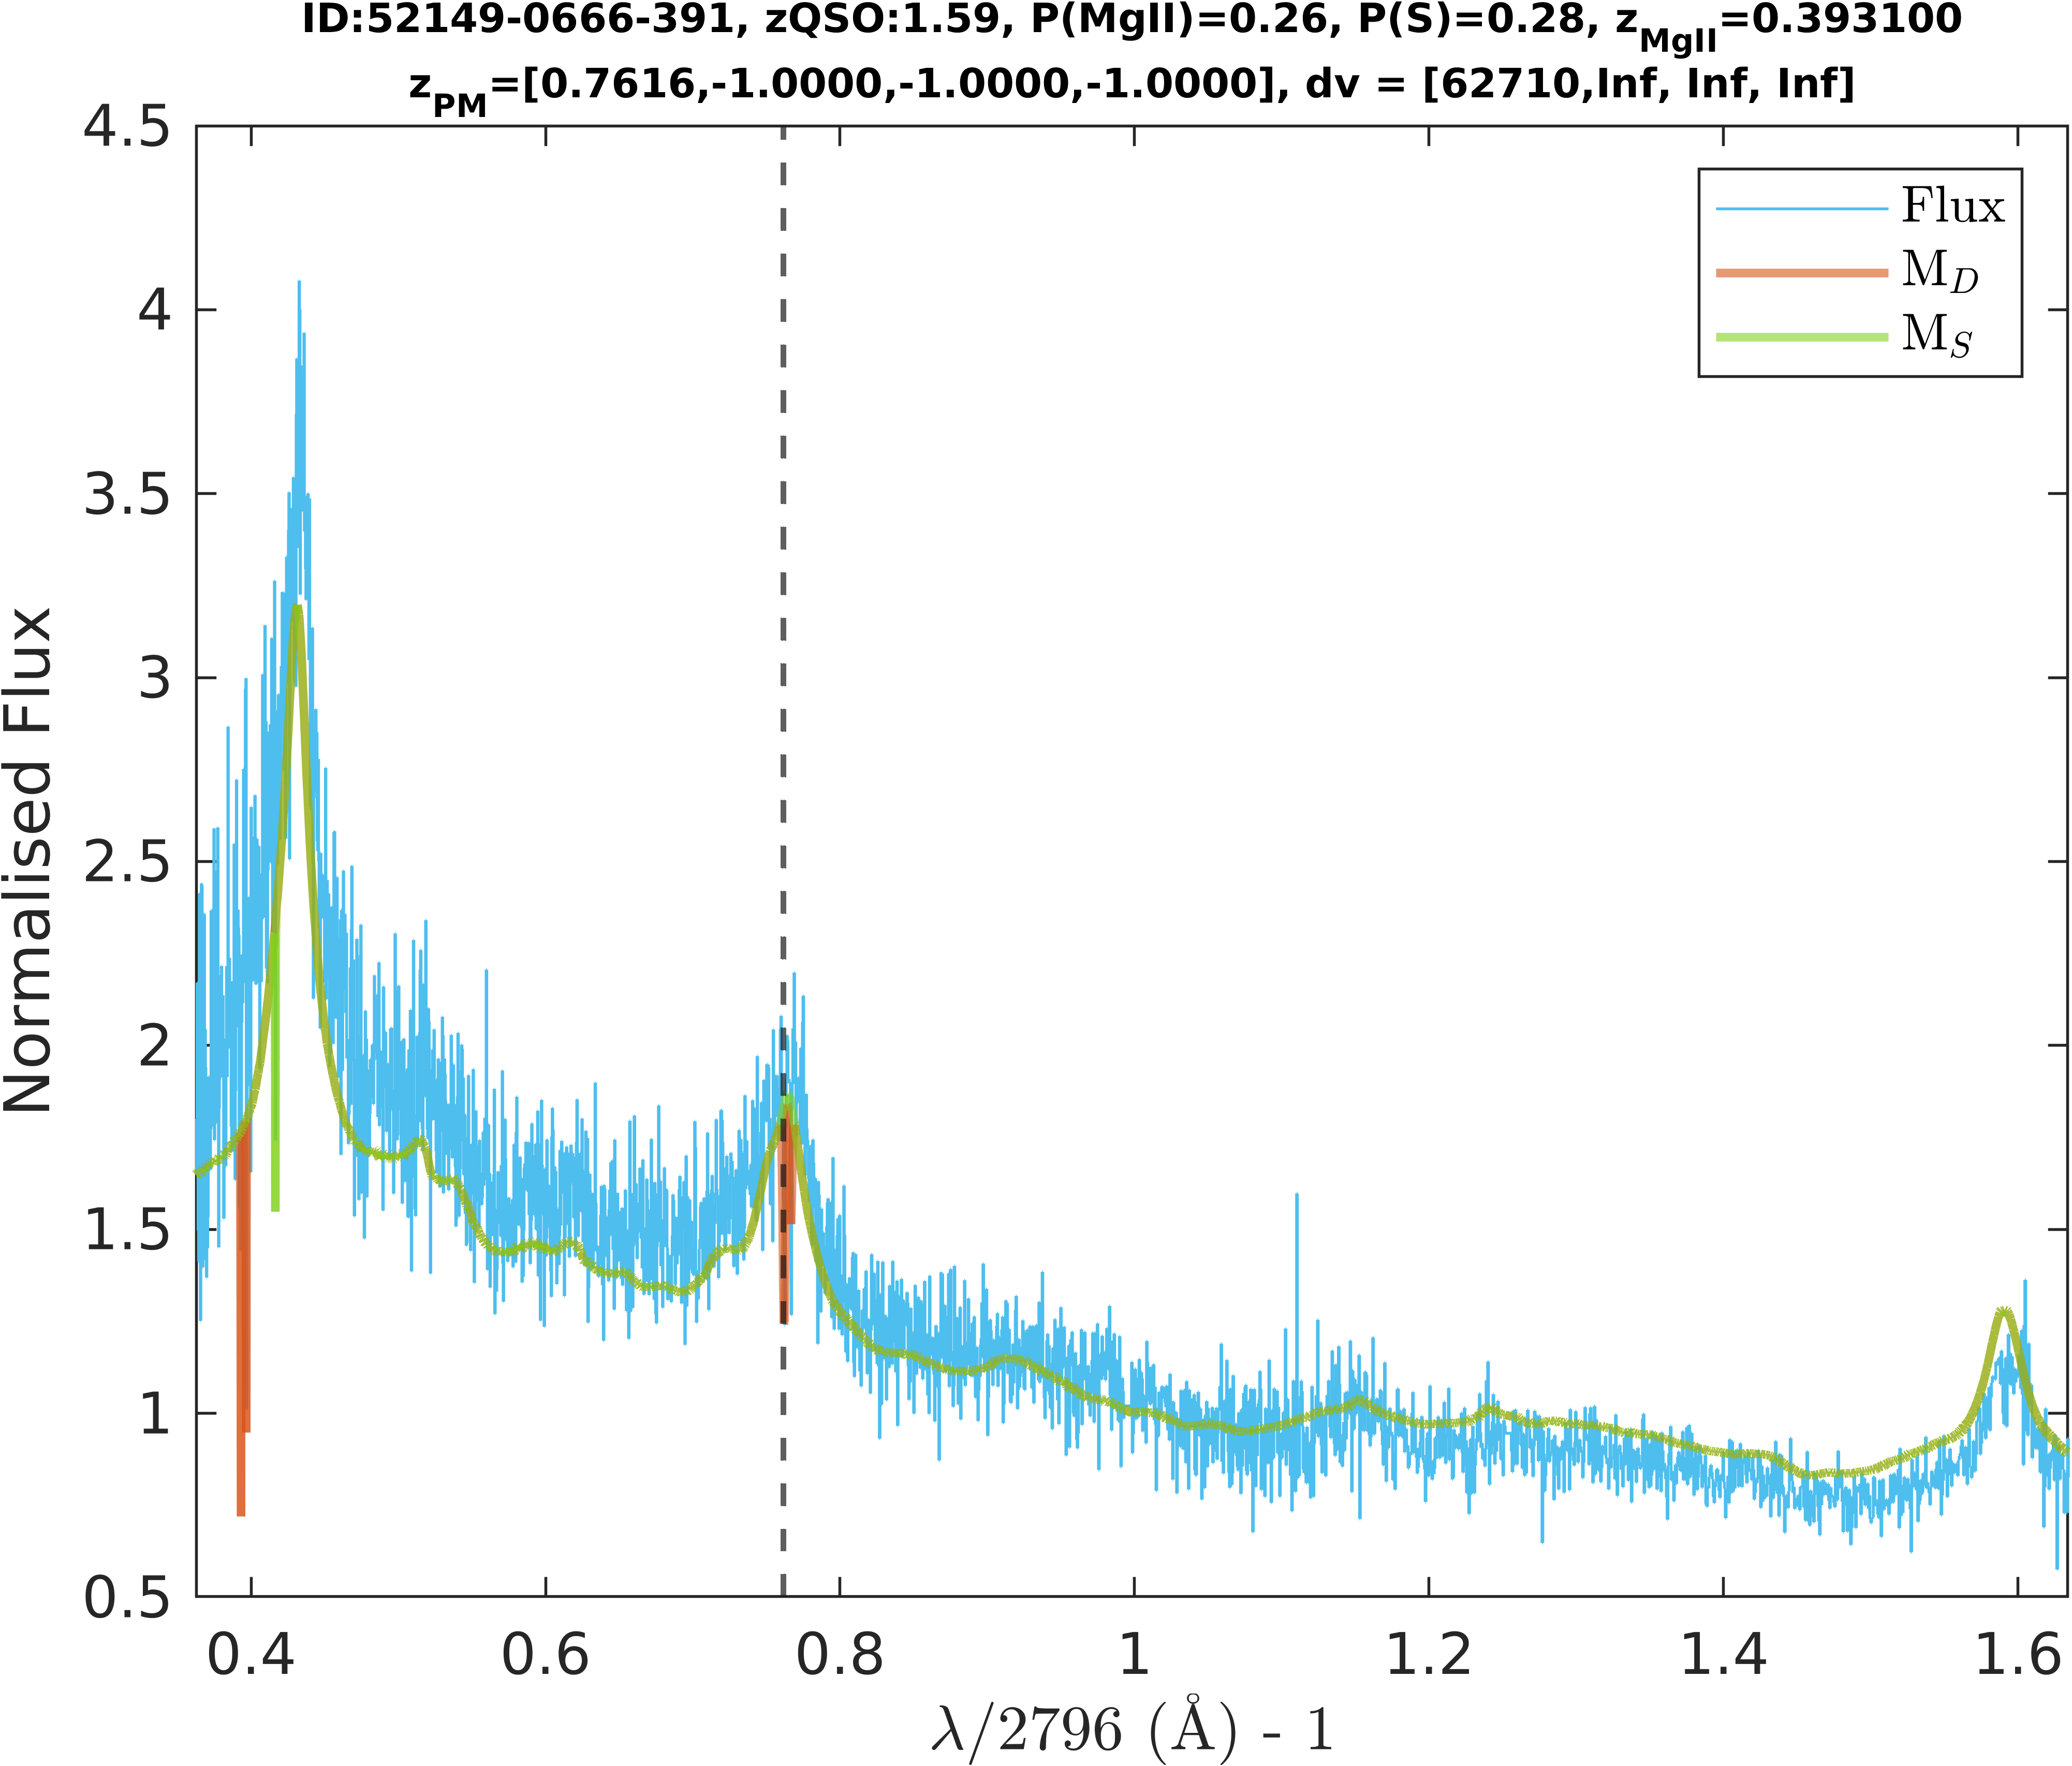 ID:52149-0666-391, zQSO:1.59, P(MgII)=0.26, P(S)=0.28, zMgII=0.393100
zPM=[0.7616,-1.0000,-1.0000,-1.0000], dv = [62710,Inf, Inf, Inf]
4.5
4
3.5
3
2.5
2
1.5
1
0.5
Normalised Flux
Flux
MD
MS
0.4 0.6 0.8 1 1.2 1.4 1.6
λ/2796 (Å) - 1